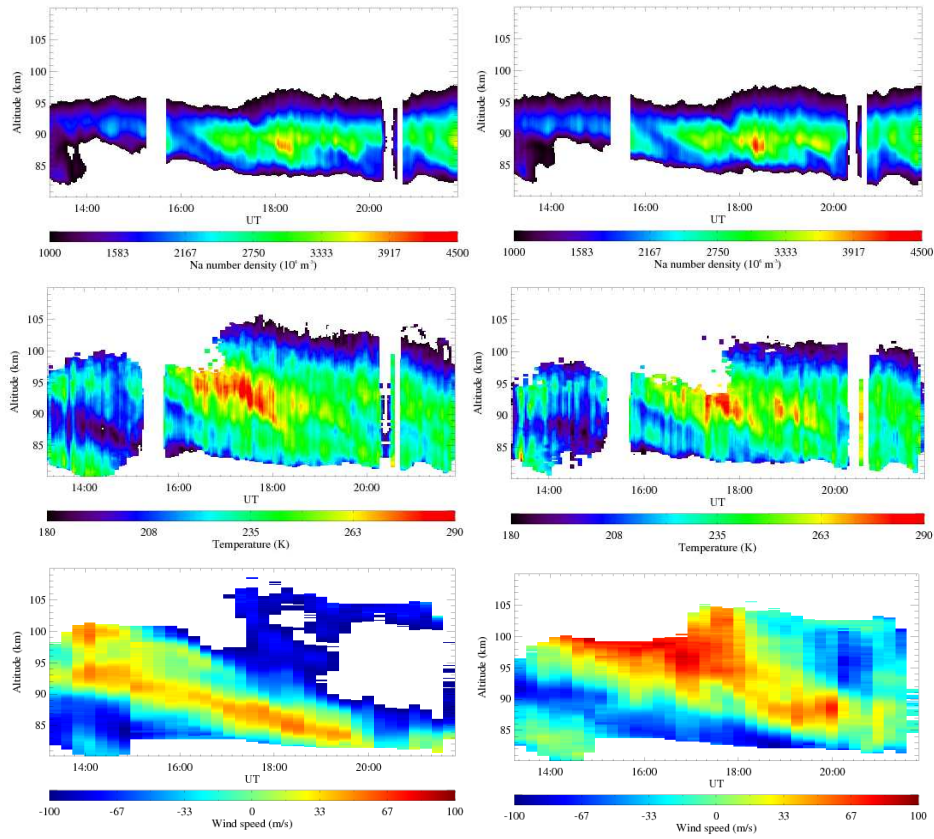 110
105
100
95
90
85
Altitude (km)
14:00 16:00 18:00 20:00
UT
1000 1583 2167 2750 3333 3917 4500
Na number density (10⁶ m⁻³)
110
105
100
95
90
85
Altitude (km)
14:00 16:00 18:00 20:00
UT
1000 1583 2167 2750 3333 3917 4500
Na number density (10⁶ m⁻³)
105
100
95
90
85
Altitude (km)
14:00 16:00 18:00 20:00
UT
180 208 235 263 290
Temperature (K)
105
100
95
90
85
Altitude (km)
14:00 16:00 18:00 20:00
UT
180 208 235 263 290
Temperature (K)
105
100
95
90
85
Altitude (km)
14:00 16:00 18:00 20:00
UT
-100 -67 -33 0 33 67 100
Wind speed (m/s)
105
100
95
90
85
Altitude (km)
14:00 16:00 18:00 20:00
UT
-100 -67 -33 0 33 67 100
Wind speed (m/s)